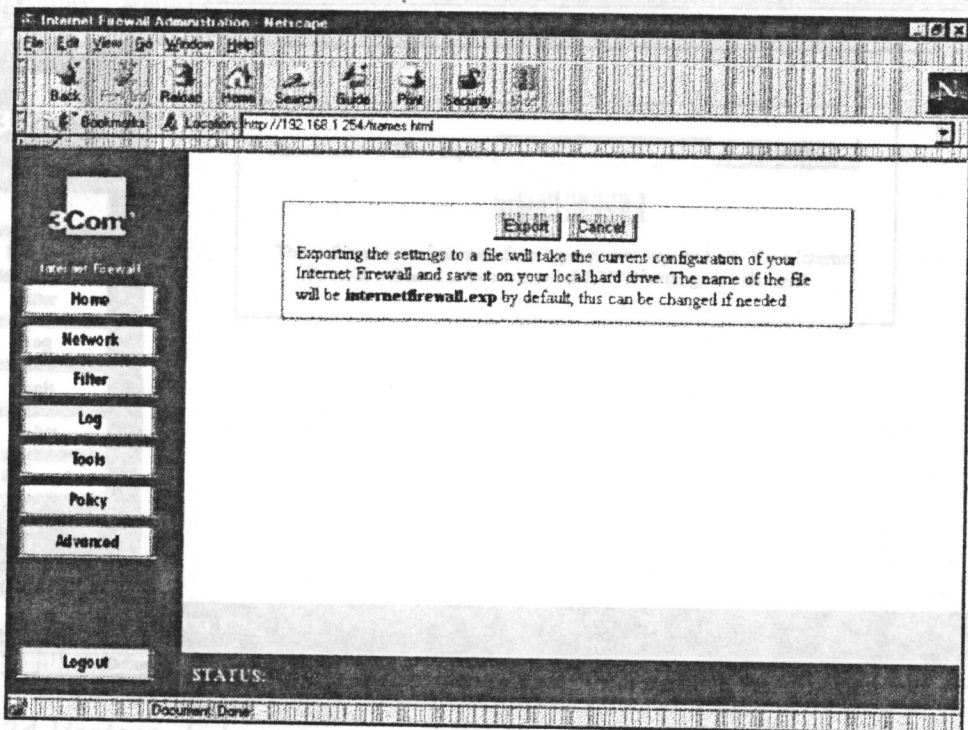 Internet Firewall Administration - Netscape
File Edit View Go Window Help
Back Reload Home Search Guide Print Security
Bookmarks Location: http://192.168.1.254/frames.html
3Com
Internet Firewall
Home
Network
Filter
Log
Tools
Policy
Advanced
Logout
Export Cancel
Exporting the settings to a file will take the current configuration of your
Internet Firewall and save it on your local hard drive. The name of the file
will be internetfirewall.exp by default, this can be changed if needed
STATUS:
Document: Done